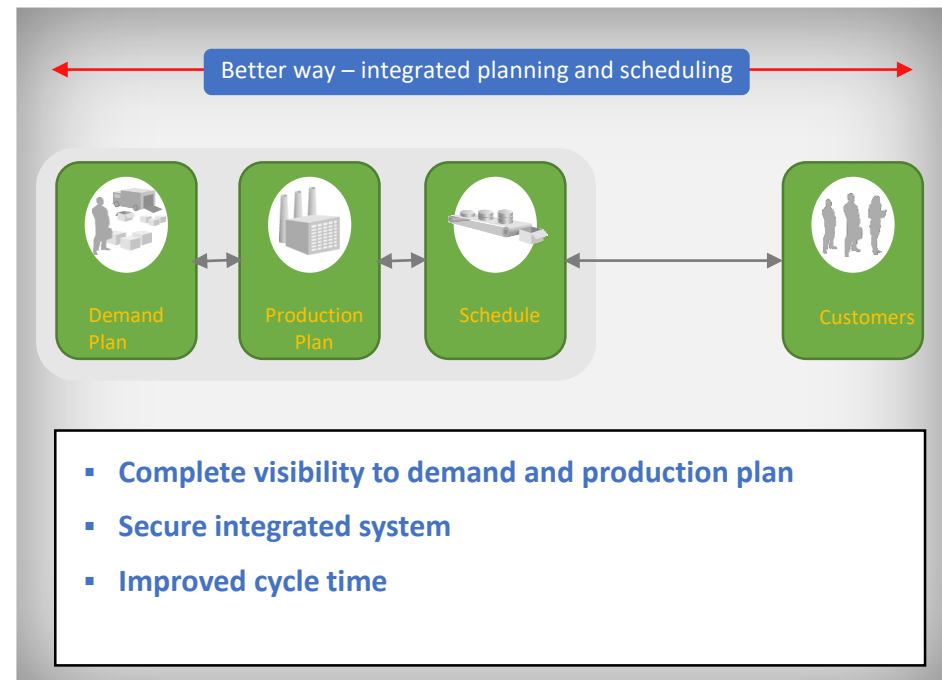 Better way – integrated planning and scheduling
Demand
Plan
Production
Plan
Schedule
Customers
▪ Complete visibility to demand and production plan
▪ Secure integrated system
▪ Improved cycle time